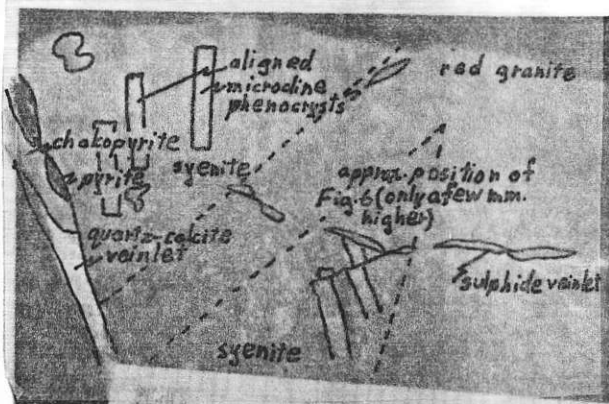 aligned
microcline
phenocrysts
red granite
chalcopyrite
pyrite
syenite
approx. position of
Fig. 6 (only a few mm.
higher)
quartz-calcite
veinlet
sulphide veinlet
syenite